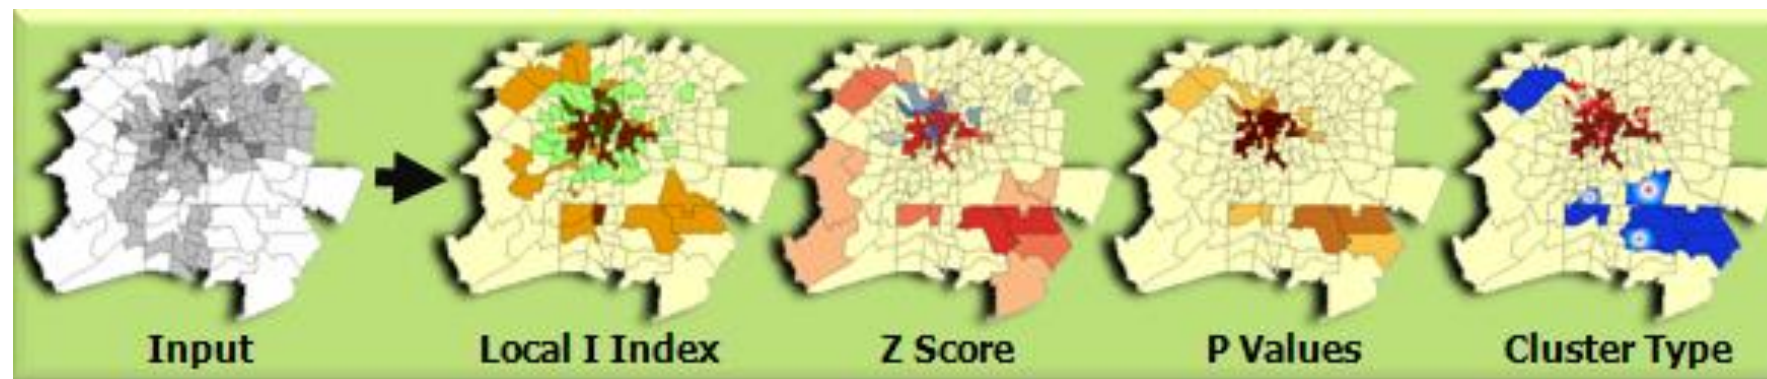 Input
Local I Index
Z Score
P Values
Cluster Type